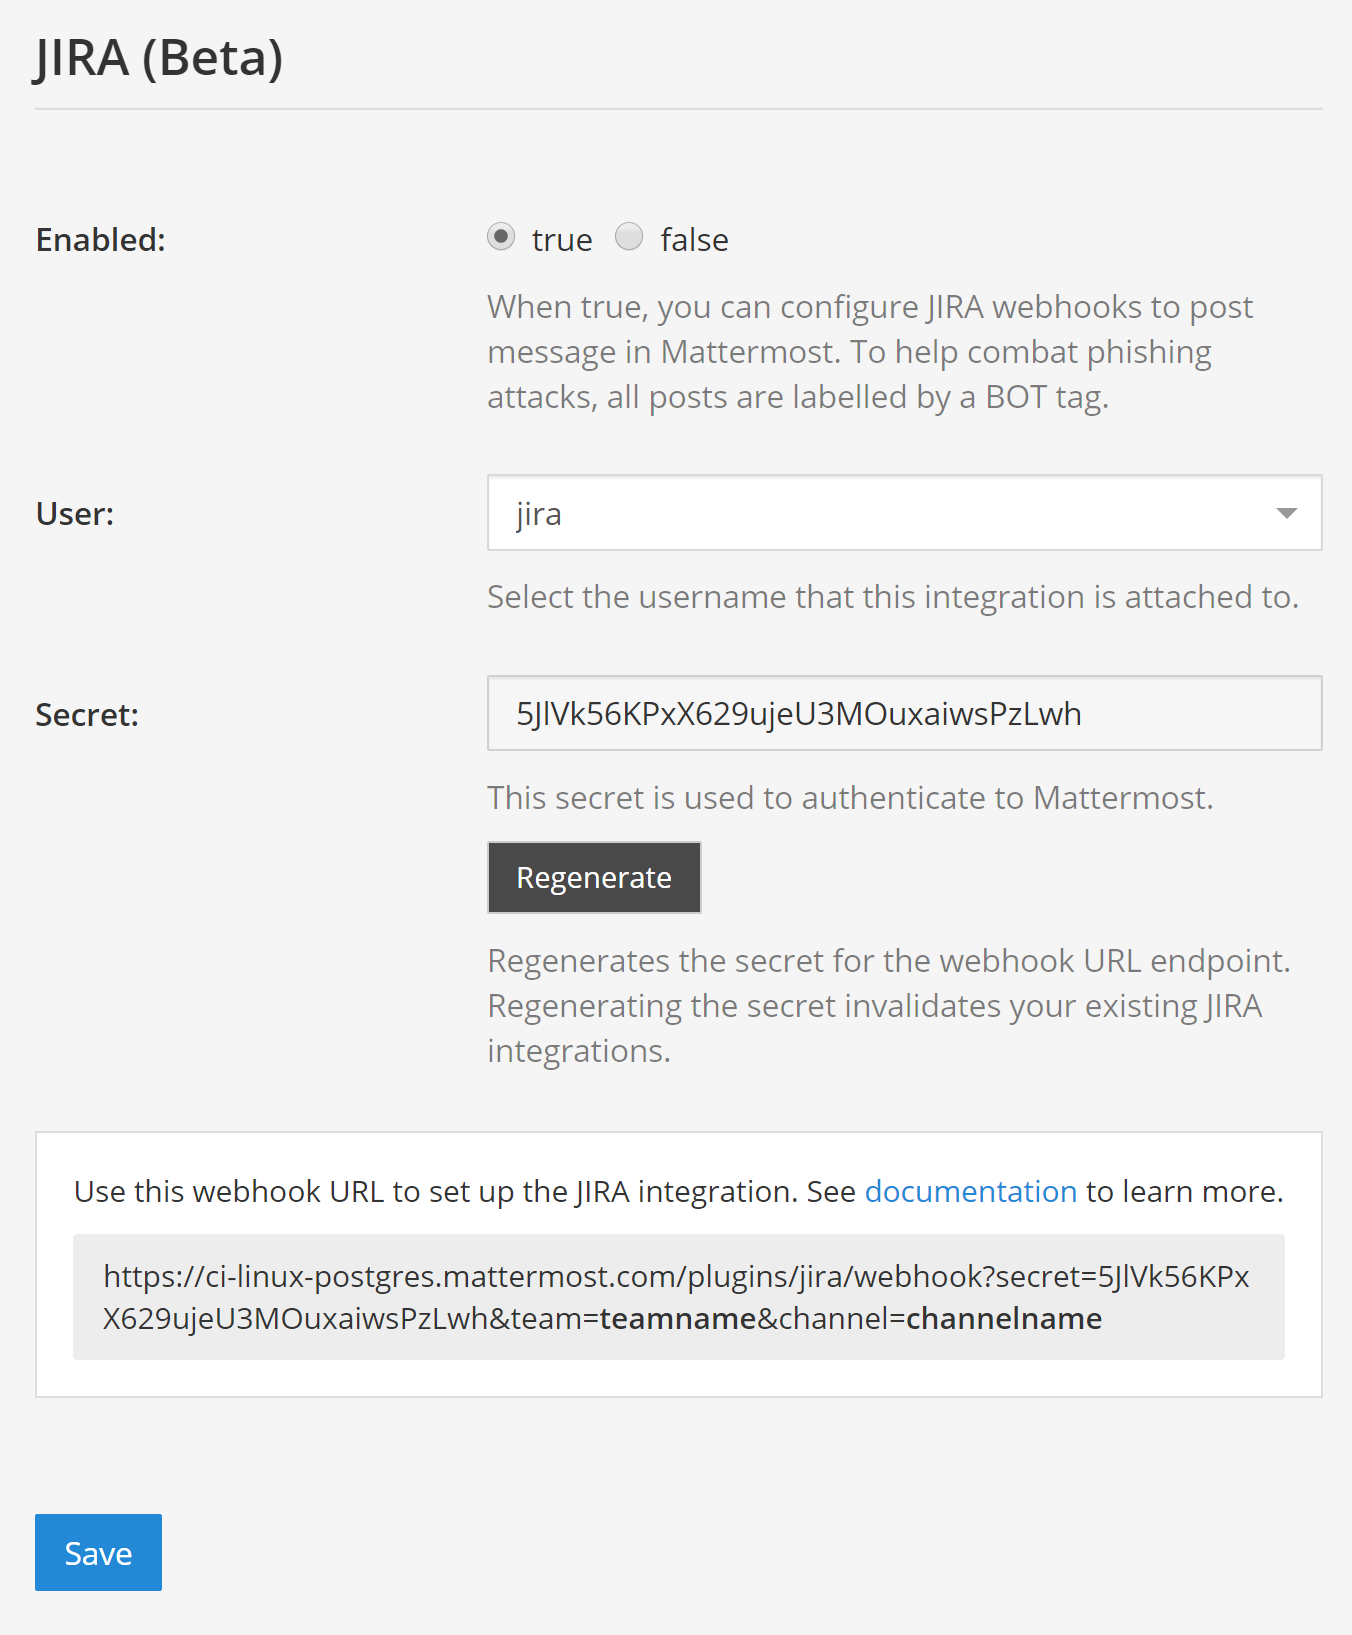 JIRA (Beta)
Enabled:
true false
When true, you can configure JIRA webhooks to post
message in Mattermost. To help combat phishing
attacks, all posts are labelled by a BOT tag.
User:
jira
Select the username that this integration is attached to.
Secret:
5JlVk56KPxX629ujeU3MOuxaiwsPzLwh
This secret is used to authenticate to Mattermost.
Regenerate
Regenerates the secret for the webhook URL endpoint.
Regenerating the secret invalidates your existing JIRA
integrations.
Use this webhook URL to set up the JIRA integration. See documentation to learn more.
https://ci-linux-postgres.mattermost.com/plugins/jira/webhook?secret=5JlVk56KPx
X629ujeU3MOuxaiwsPzLwh&team=teamname&channel=channelname
Save